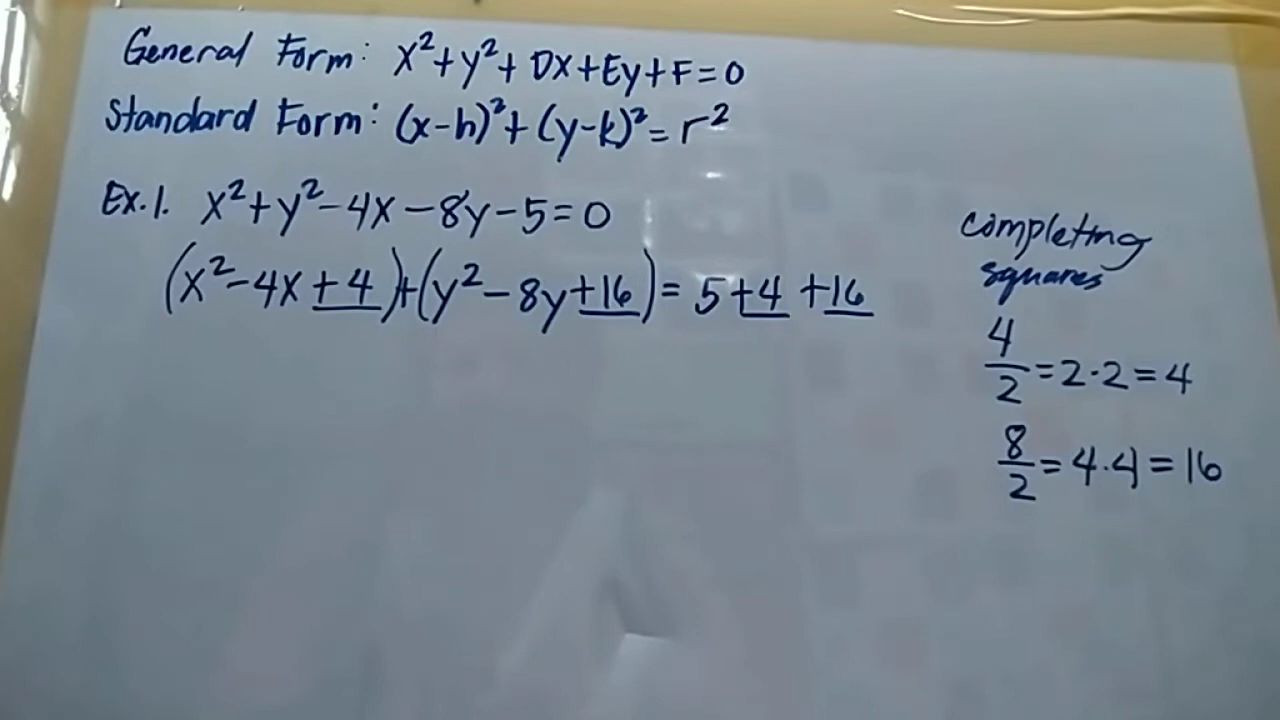 General Form: x²+y²+Dx+Ey+F=0
Standard Form: (x-h)²+(y-k)²=r²
Ex.1. x²+y²-4x-8y-5=0
(x²-4x+4)+(y²-8y+16)=5+4+16
completing
squares
4/2=2·2=4
8/2=4·4=16